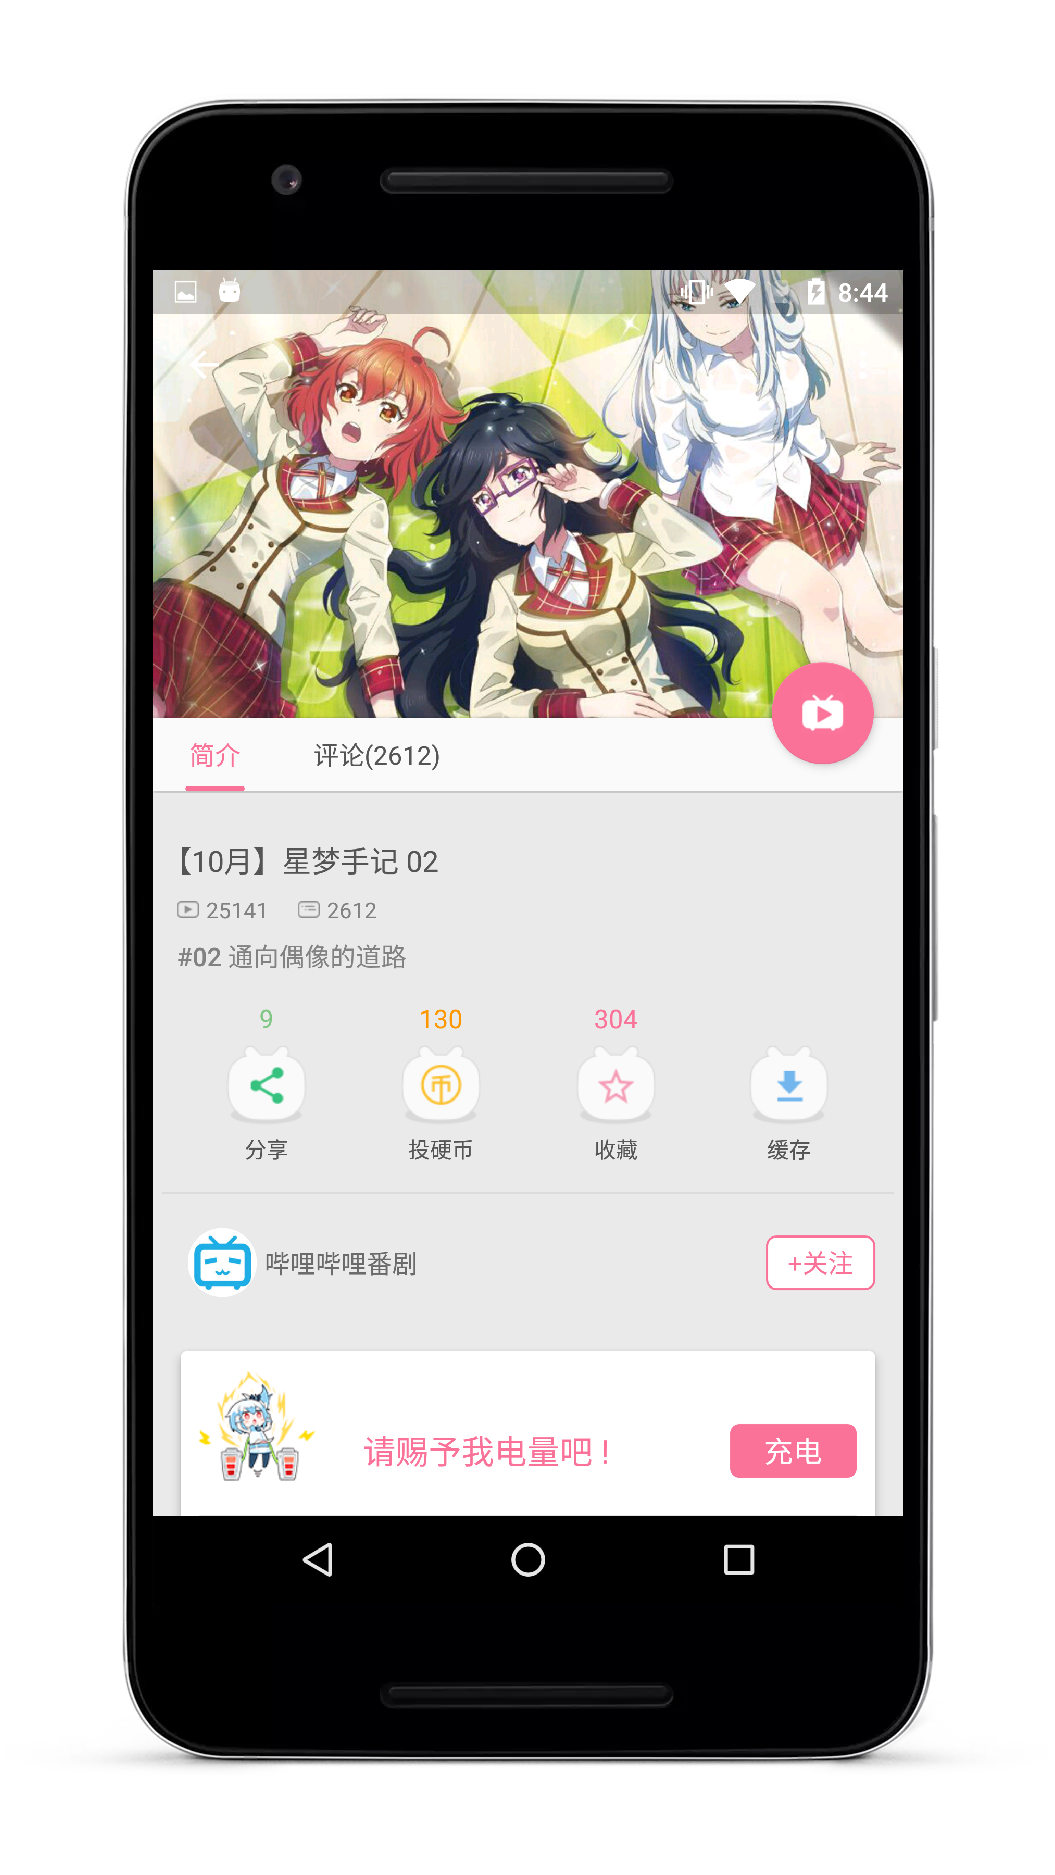 8:44
简介 评论(2612)
【10月】星梦手记 02
25141 2612
#02 通向偶像的道路
9 130 304
币
分享 投硬币 收藏 缓存
哔哩哔哩番剧 +关注
请赐予我电量吧！ 充电